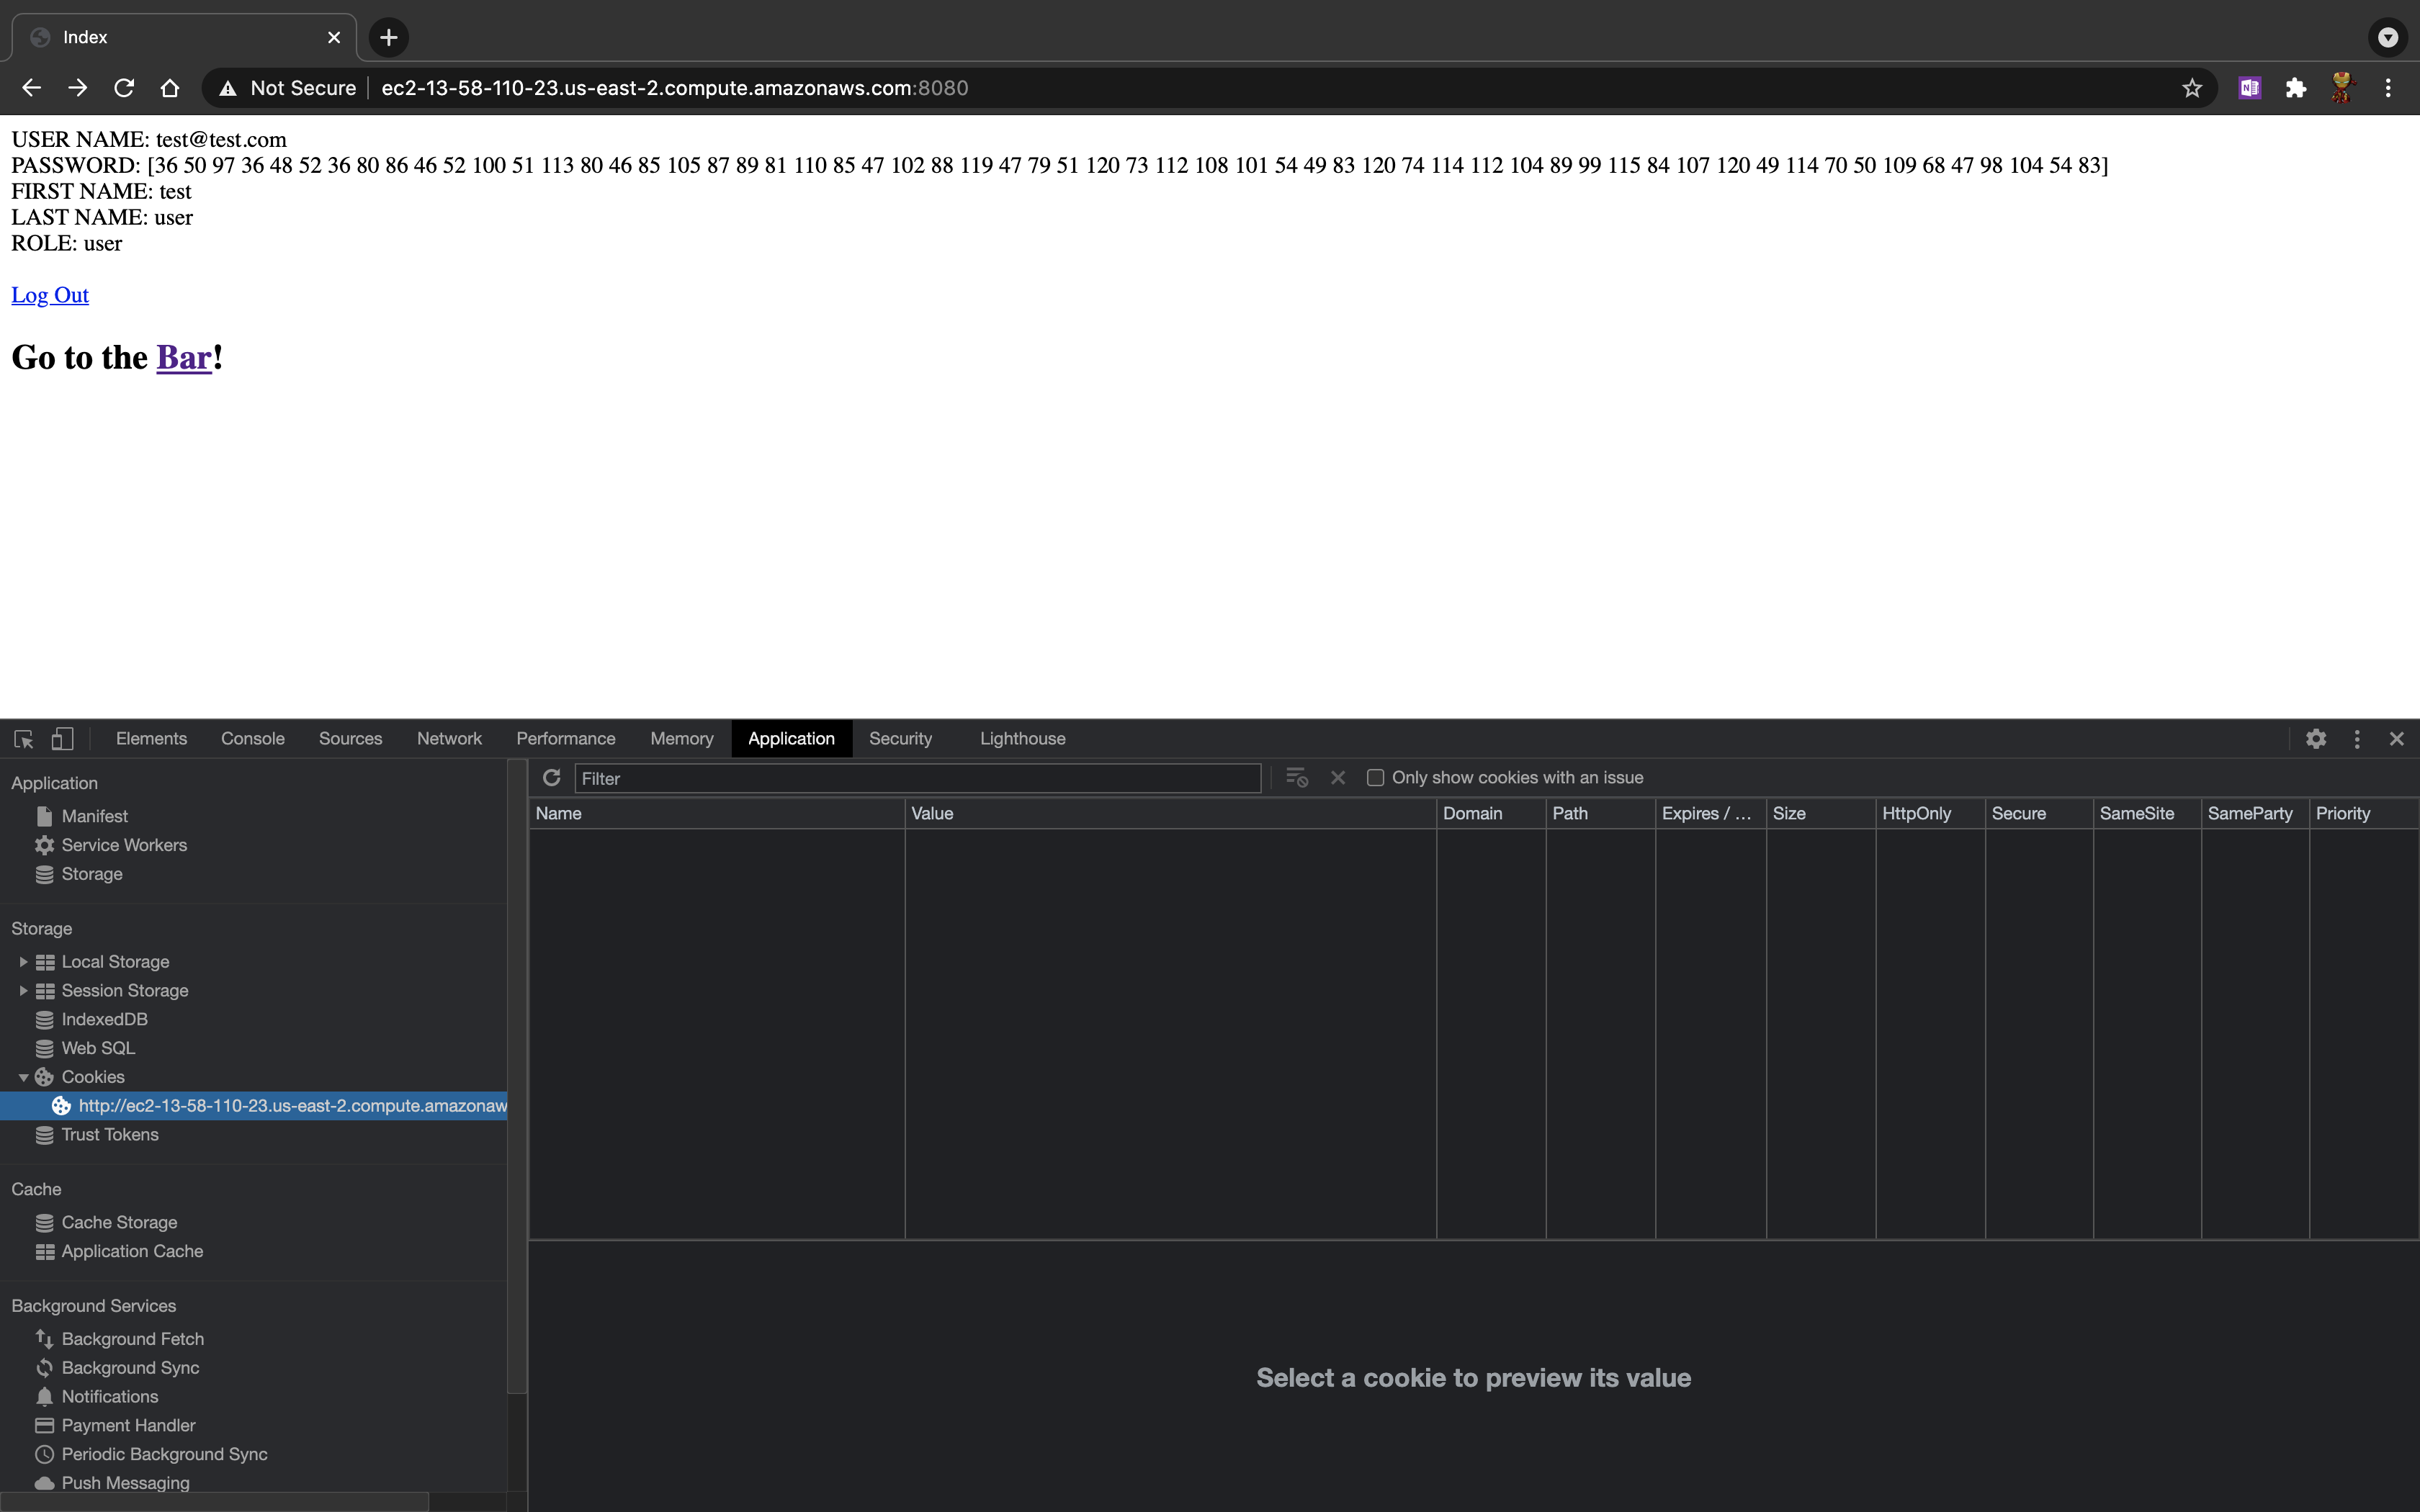 Index
Not Secure
ec2-13-58-110-23.us-east-2.compute.amazonaws.com:8080
USER NAME: test@test.com
PASSWORD: [36 50 97 36 48 52 36 80 86 46 52 100 51 113 80 46 85 105 87 89 81 110 85 47 102 88 119 47 79 51 120 73 112 108 101 54 49 83 120 74 114 112 104 89 99 115 84 107 120 49 114 70 50 109 68 47 98 104 54 83]
FIRST NAME: test
LAST NAME: user
ROLE: user
Log Out
Go to the Bar!
Elements Console Sources Network Performance Memory Application Security Lighthouse
Application
Manifest
Service Workers
Storage
Storage
Local Storage
Session Storage
IndexedDB
Web SQL
Cookies
http://ec2-13-58-110-23.us-east-2.compute.amazonaw
Trust Tokens
Cache
Cache Storage
Application Cache
Background Services
Background Fetch
Background Sync
Notifications
Payment Handler
Periodic Background Sync
Push Messaging
Filter
Only show cookies with an issue
Name Value Domain Path Expires / ... Size HttpOnly Secure SameSite SameParty Priority
Select a cookie to preview its value